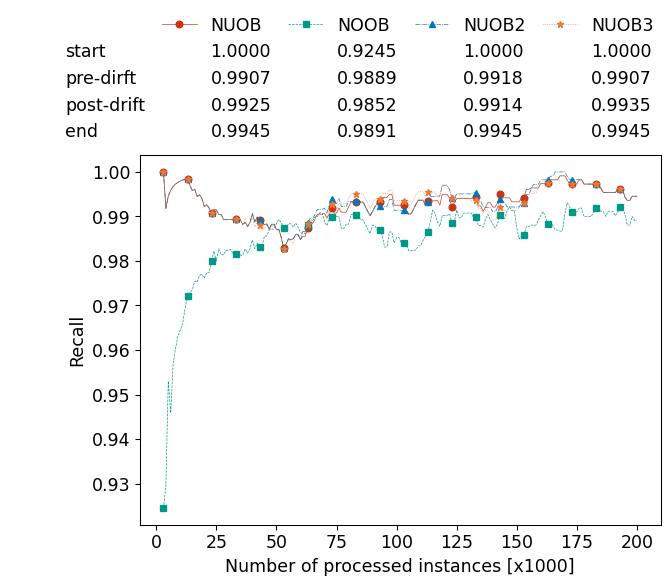 NUOB NOOB NUOB2 NUOB3
start 1.0000 0.9245 1.0000 1.0000
pre-dirft 0.9907 0.9889 0.9918 0.9907
post-drift 0.9925 0.9852 0.9914 0.9935
end 0.9945 0.9891 0.9945 0.9945
1.00
0.99
0.98
0.97
0.96
0.95
0.94
0.93
Recall
0 25 50 75 100 125 150 175 200
Number of processed instances [x1000]